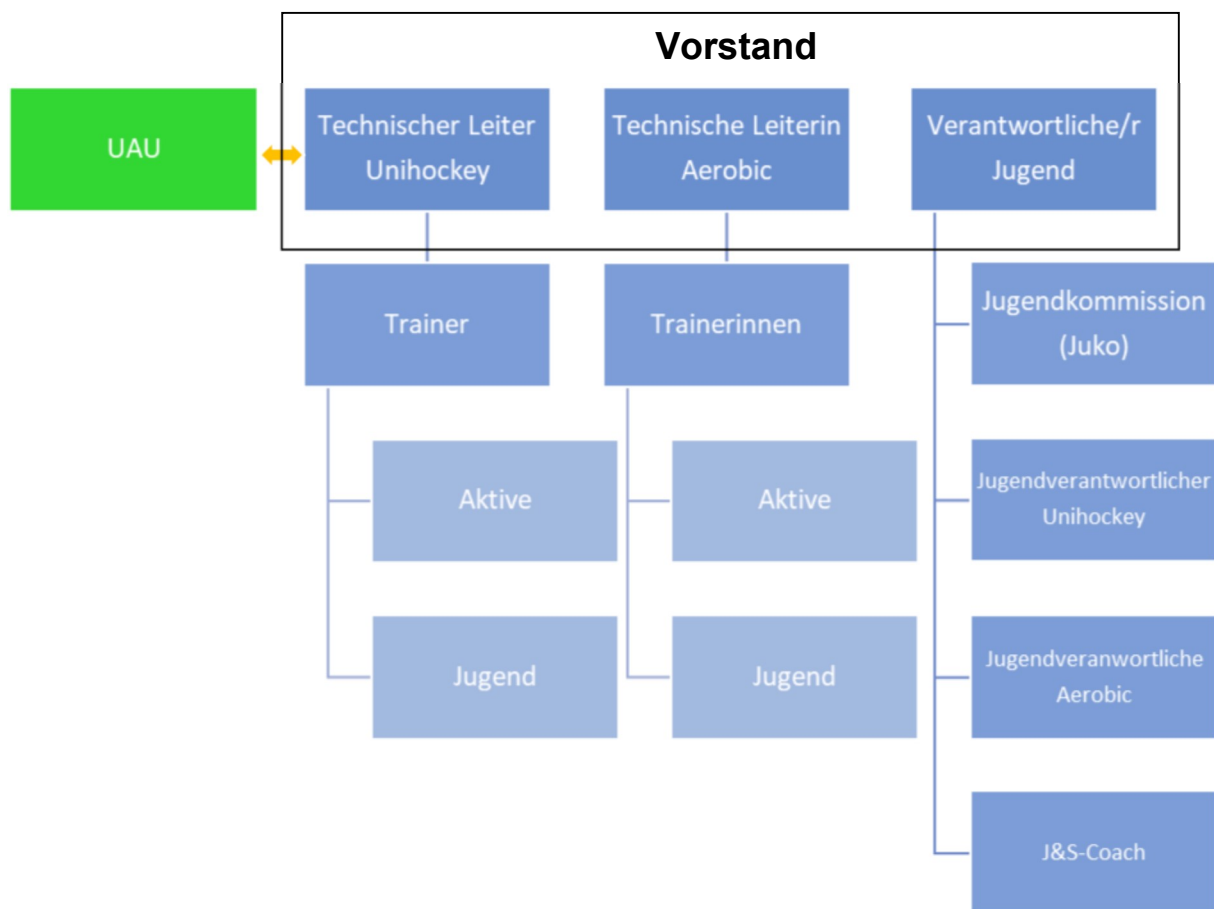 Vorstand
UAU
Technischer Leiter
Unihockey
Technische Leiterin
Aerobic
Verantwortliche/r
Jugend
Trainer
Trainerinnen
Jugendkommission
(Juko)
Aktive
Aktive
Jugendverantwortlicher
Unihockey
Jugend
Jugend
Jugendveranwortliche
Aerobic
J&S-Coach